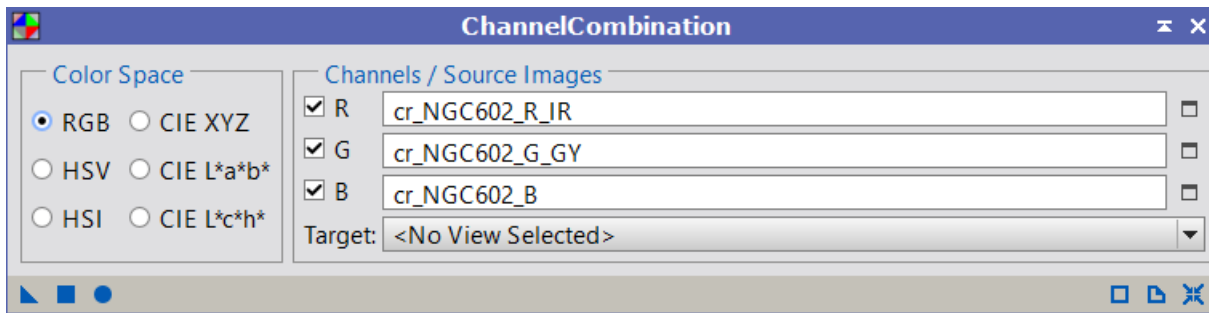 ChannelCombination
Color Space
RGB CIE XYZ
HSV CIE L*a*b*
HSI CIE L*c*h*
Channels / Source Images
R cr_NGC602_R_IR
G cr_NGC602_G_GY
B cr_NGC602_B
Target: <No View Selected>